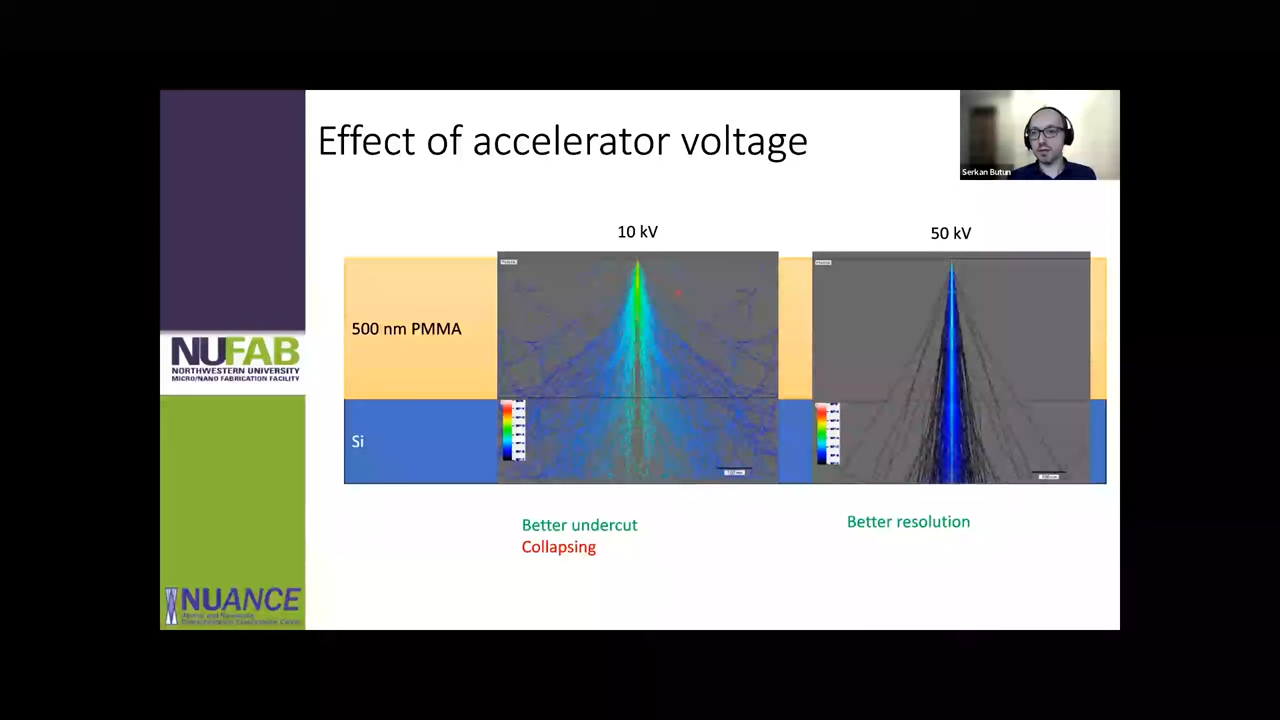 Effect of accelerator voltage
Serkan Butun
10 kV
50 kV
500 nm PMMA
Si
NUFAB
NORTHWESTERN UNIVERSITY
MICRO/NANO FABRICATION FACILITY
Better undercut
Collapsing
Better resolution
NUANCE